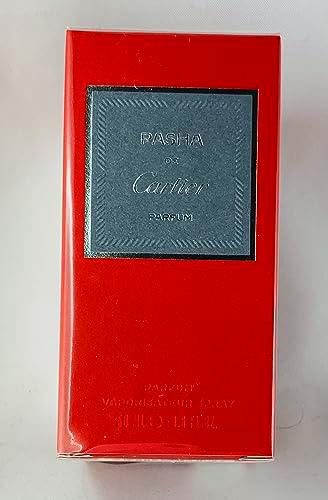 PASHA
DE
Cartier
PARFUM
PARFUM
VAPORISATEUR SPRAY